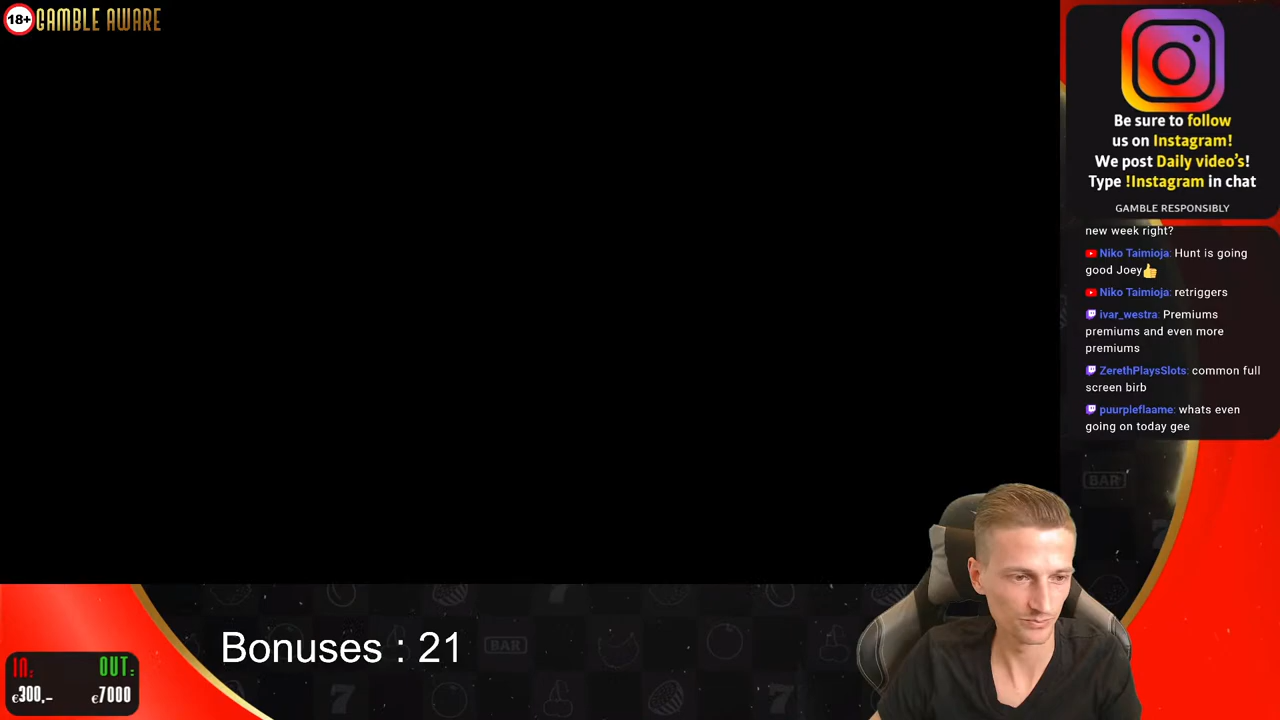 18+ GAMBLE AWARE
Be sure to follow
us on Instagram!
We post Daily video's!
Type !Instagram in chat
GAMBLE RESPONSIBLY
new week right?
Niko Taimioja: Hunt is going
good Joey👍
Niko Taimioja: retriggers
ivar_westra: Premiums
premiums and even more
premiums
ZerethPlaysSlots: common full
screen birb
puurpleflaame: whats even
going on today gee
BAR
Bonuses : 21
BAR
IN: OUT:
€300,- €7000
7
7